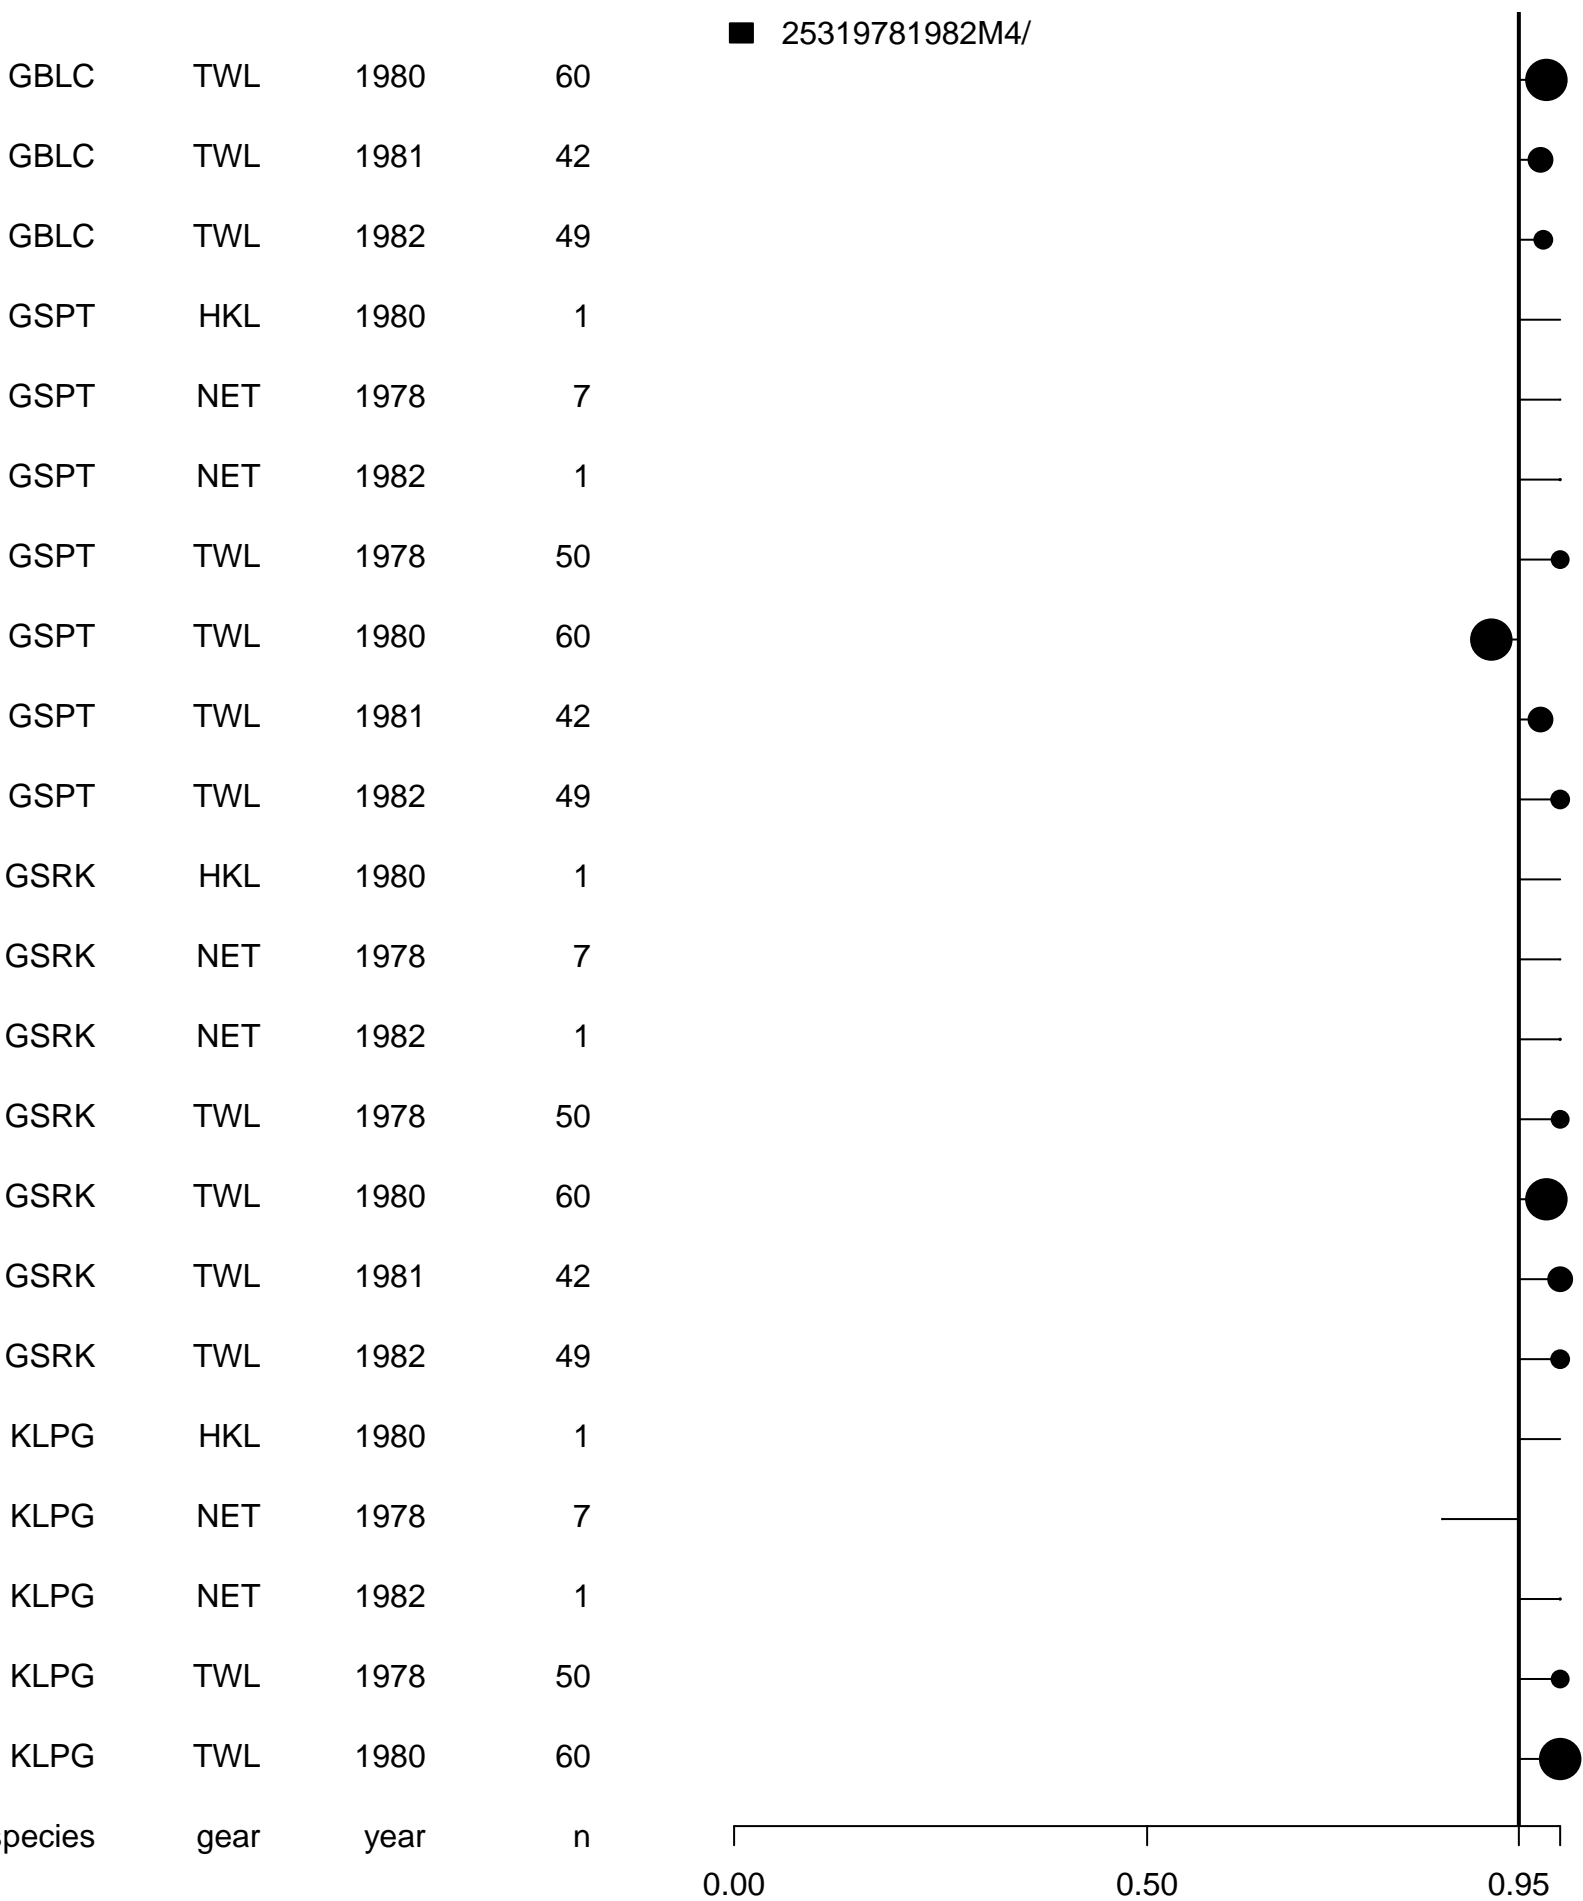 25319781982M4/
GBLC TWL 1980 60
GBLC TWL 1981 42
GBLC TWL 1982 49
GSPT HKL 1980 1
GSPT NET 1978 7
GSPT NET 1982 1
GSPT TWL 1978 50
GSPT TWL 1980 60
GSPT TWL 1981 42
GSPT TWL 1982 49
GSRK HKL 1980 1
GSRK NET 1978 7
GSRK NET 1982 1
GSRK TWL 1978 50
GSRK TWL 1980 60
GSRK TWL 1981 42
GSRK TWL 1982 49
KLPG HKL 1980 1
KLPG NET 1978 7
KLPG NET 1982 1
KLPG TWL 1978 50
KLPG TWL 1980 60
species gear year n
0.00 0.50 0.95